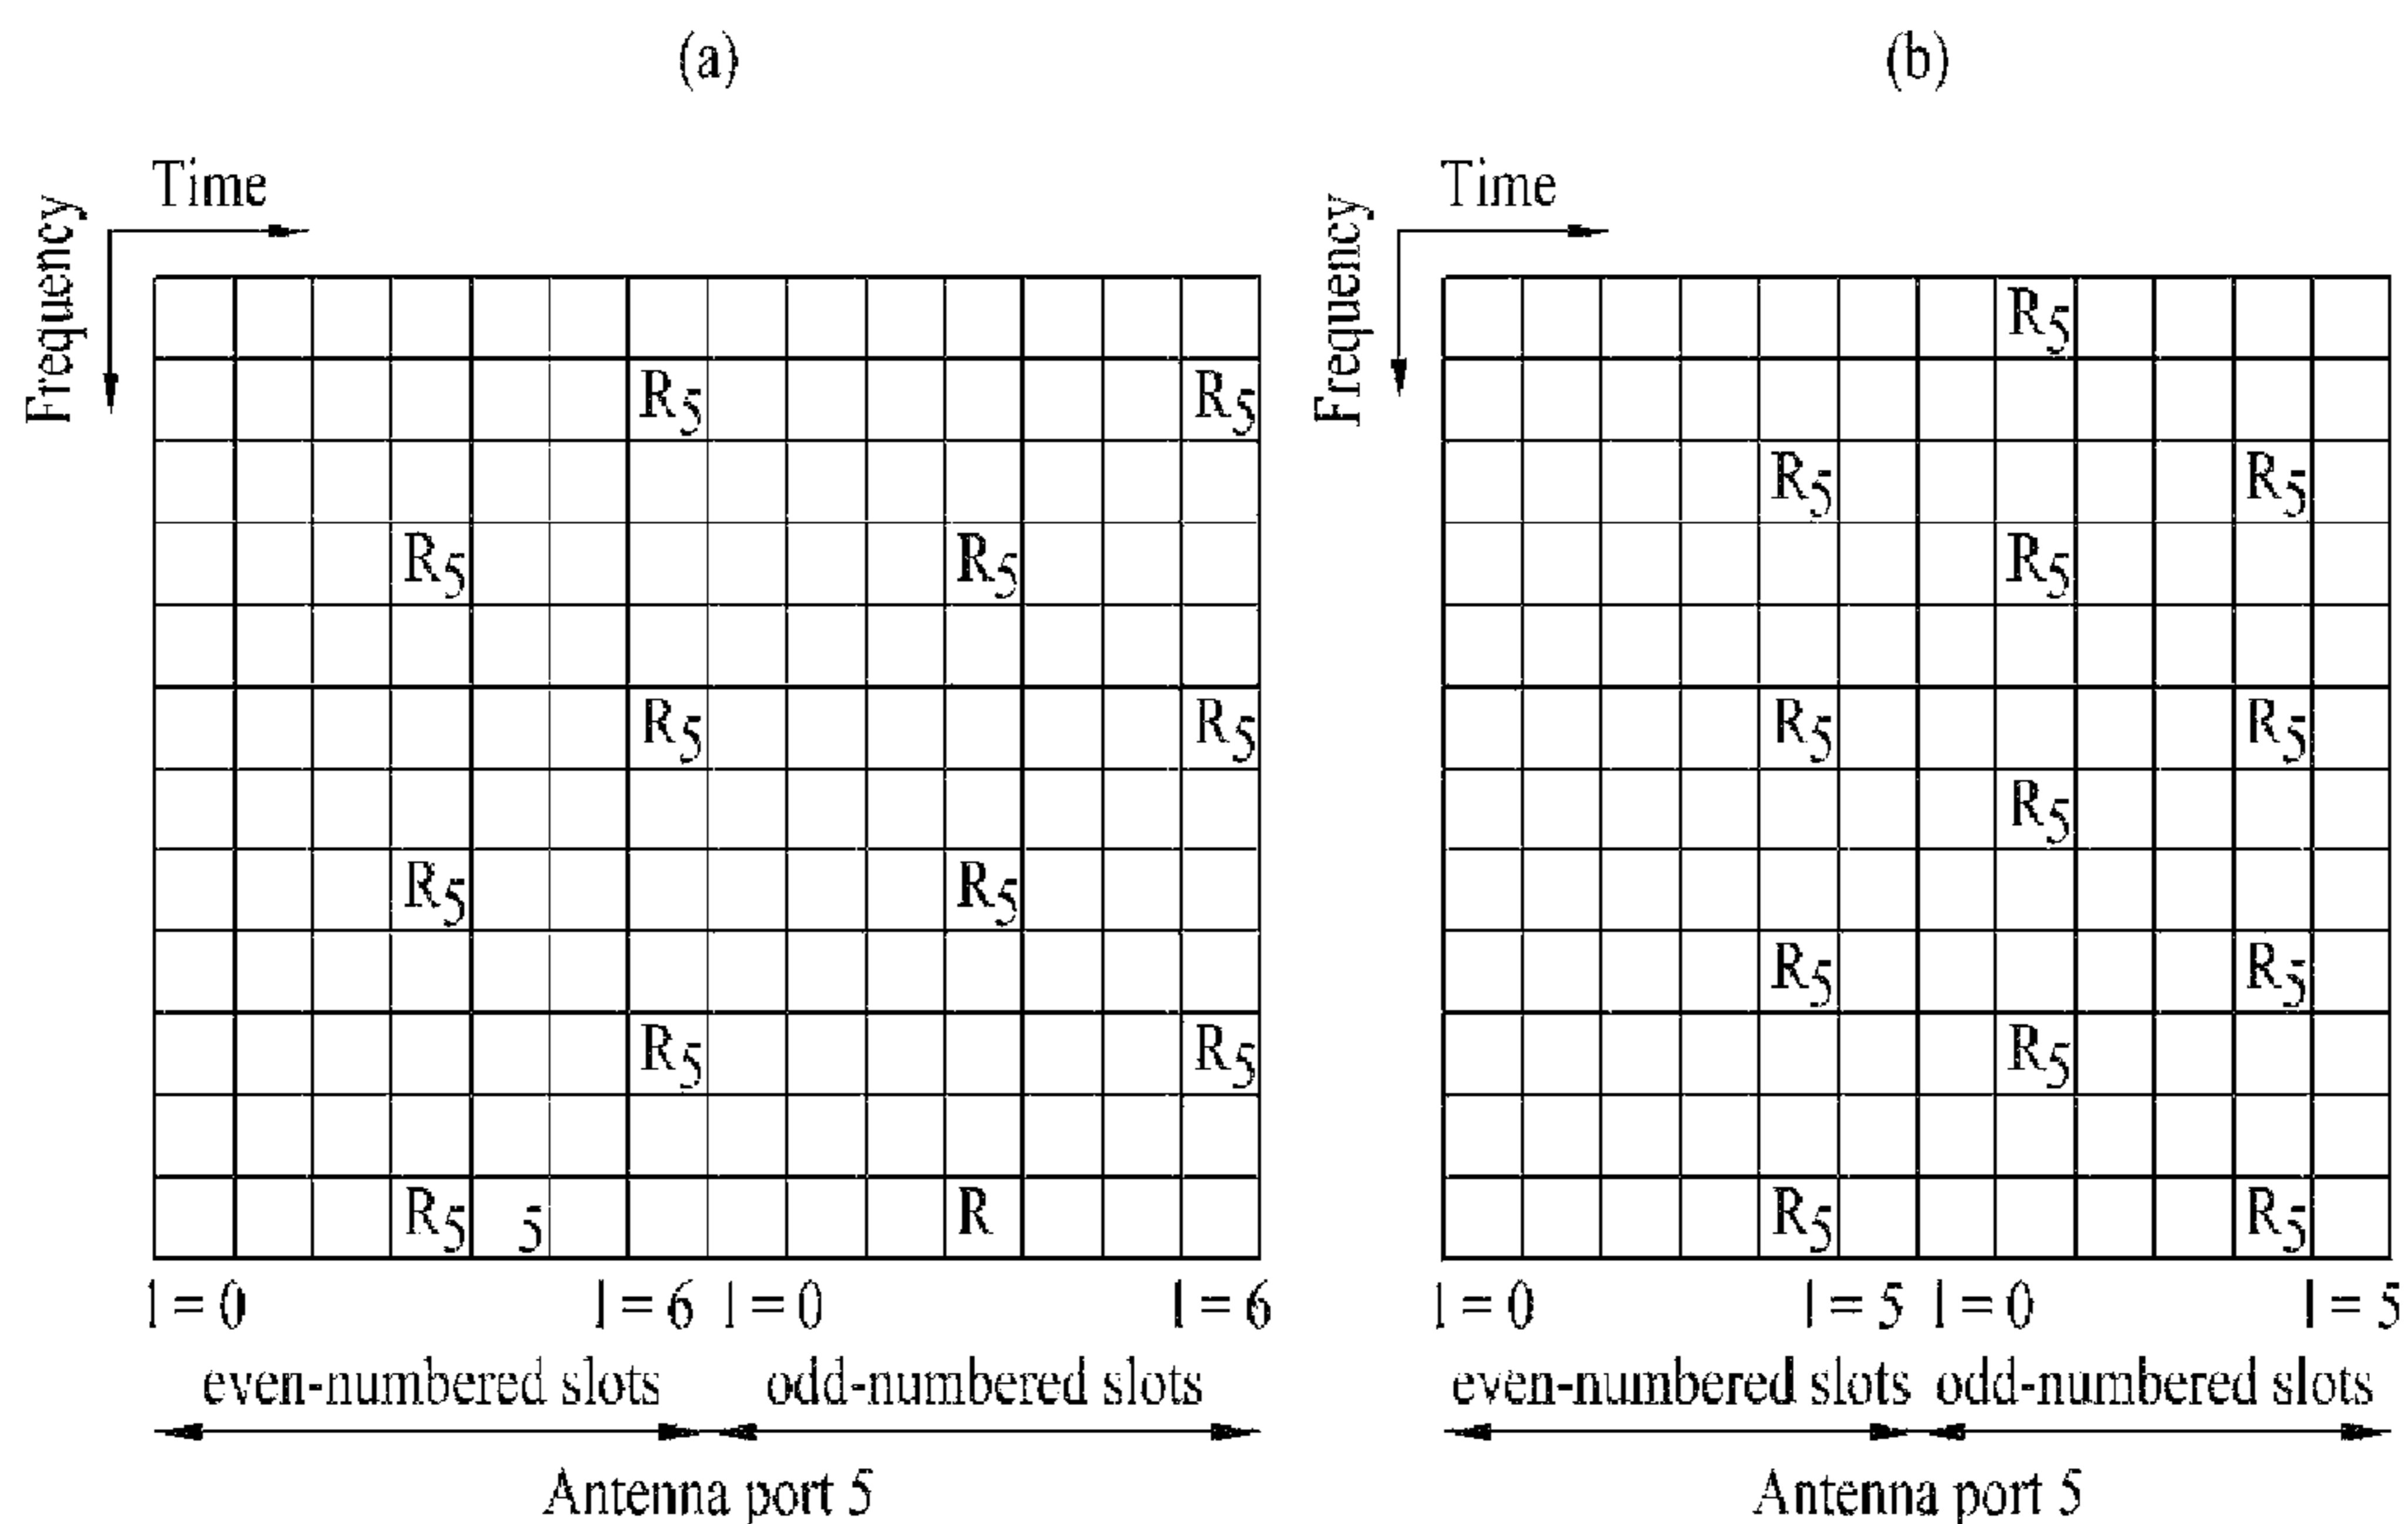 (a)
(b)
Time
Time
Frequency
Frequency
R5
R5 R5
R5 R5
R5 R5
R5
R5 R5
R5 R5
R5 R5
R5
R5 R5
R5 R5
R5 R5
R5
R5 5 R
R5 R5
l = 0 l = 6 l = 0 l = 6
l = 0 l = 5 l = 0 l = 5
even-numbered slots odd-numbered slots
even-numbered slots odd-numbered slots
Antenna port 5
Antenna port 5